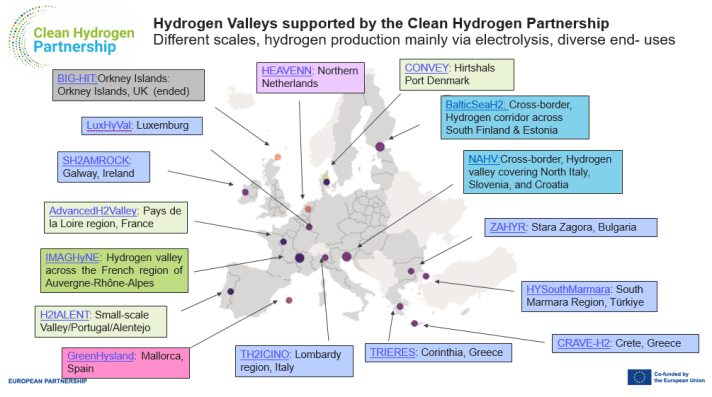 Clean Hydrogen
Partnership
Hydrogen Valleys supported by the Clean Hydrogen Partnership
Different scales, hydrogen production mainly via electrolysis, diverse end- uses
BIG-HIT:Orkney Islands:
Orkney Islands, UK (ended)
HEAVENN: Northern
Netherlands
CONVEY: Hirtshals
Port Denmark
BalticSeaH2: Cross-border,
Hydrogen corridor across
South Finland & Estonia
LuxHyVal: Luxemburg
SH2AMROCK:
Galway, Ireland
NAHV:Cross-border, Hydrogen
valley covering North Italy,
Slovenia, and Croatia
AdvancedH2Valley: Pays de
la Loire region, France
ZAHYR: Stara Zagora, Bulgaria
IMAGHyNE: Hydrogen valley
across the French region of
Auvergne-Rhône-Alpes
HYSouthMarmara: South
Marmara Region, Türkiye
H2tALENT: Small-scale
Valley/Portugal/Alentejo
GreenHysland: Mallorca,
Spain
TH2ICINO: Lombardy
region, Italy
TRIERES: Corinthia, Greece
CRAVE-H2: Crete, Greece
EUROPEAN PARTNERSHIP
Co-funded by
the European Union